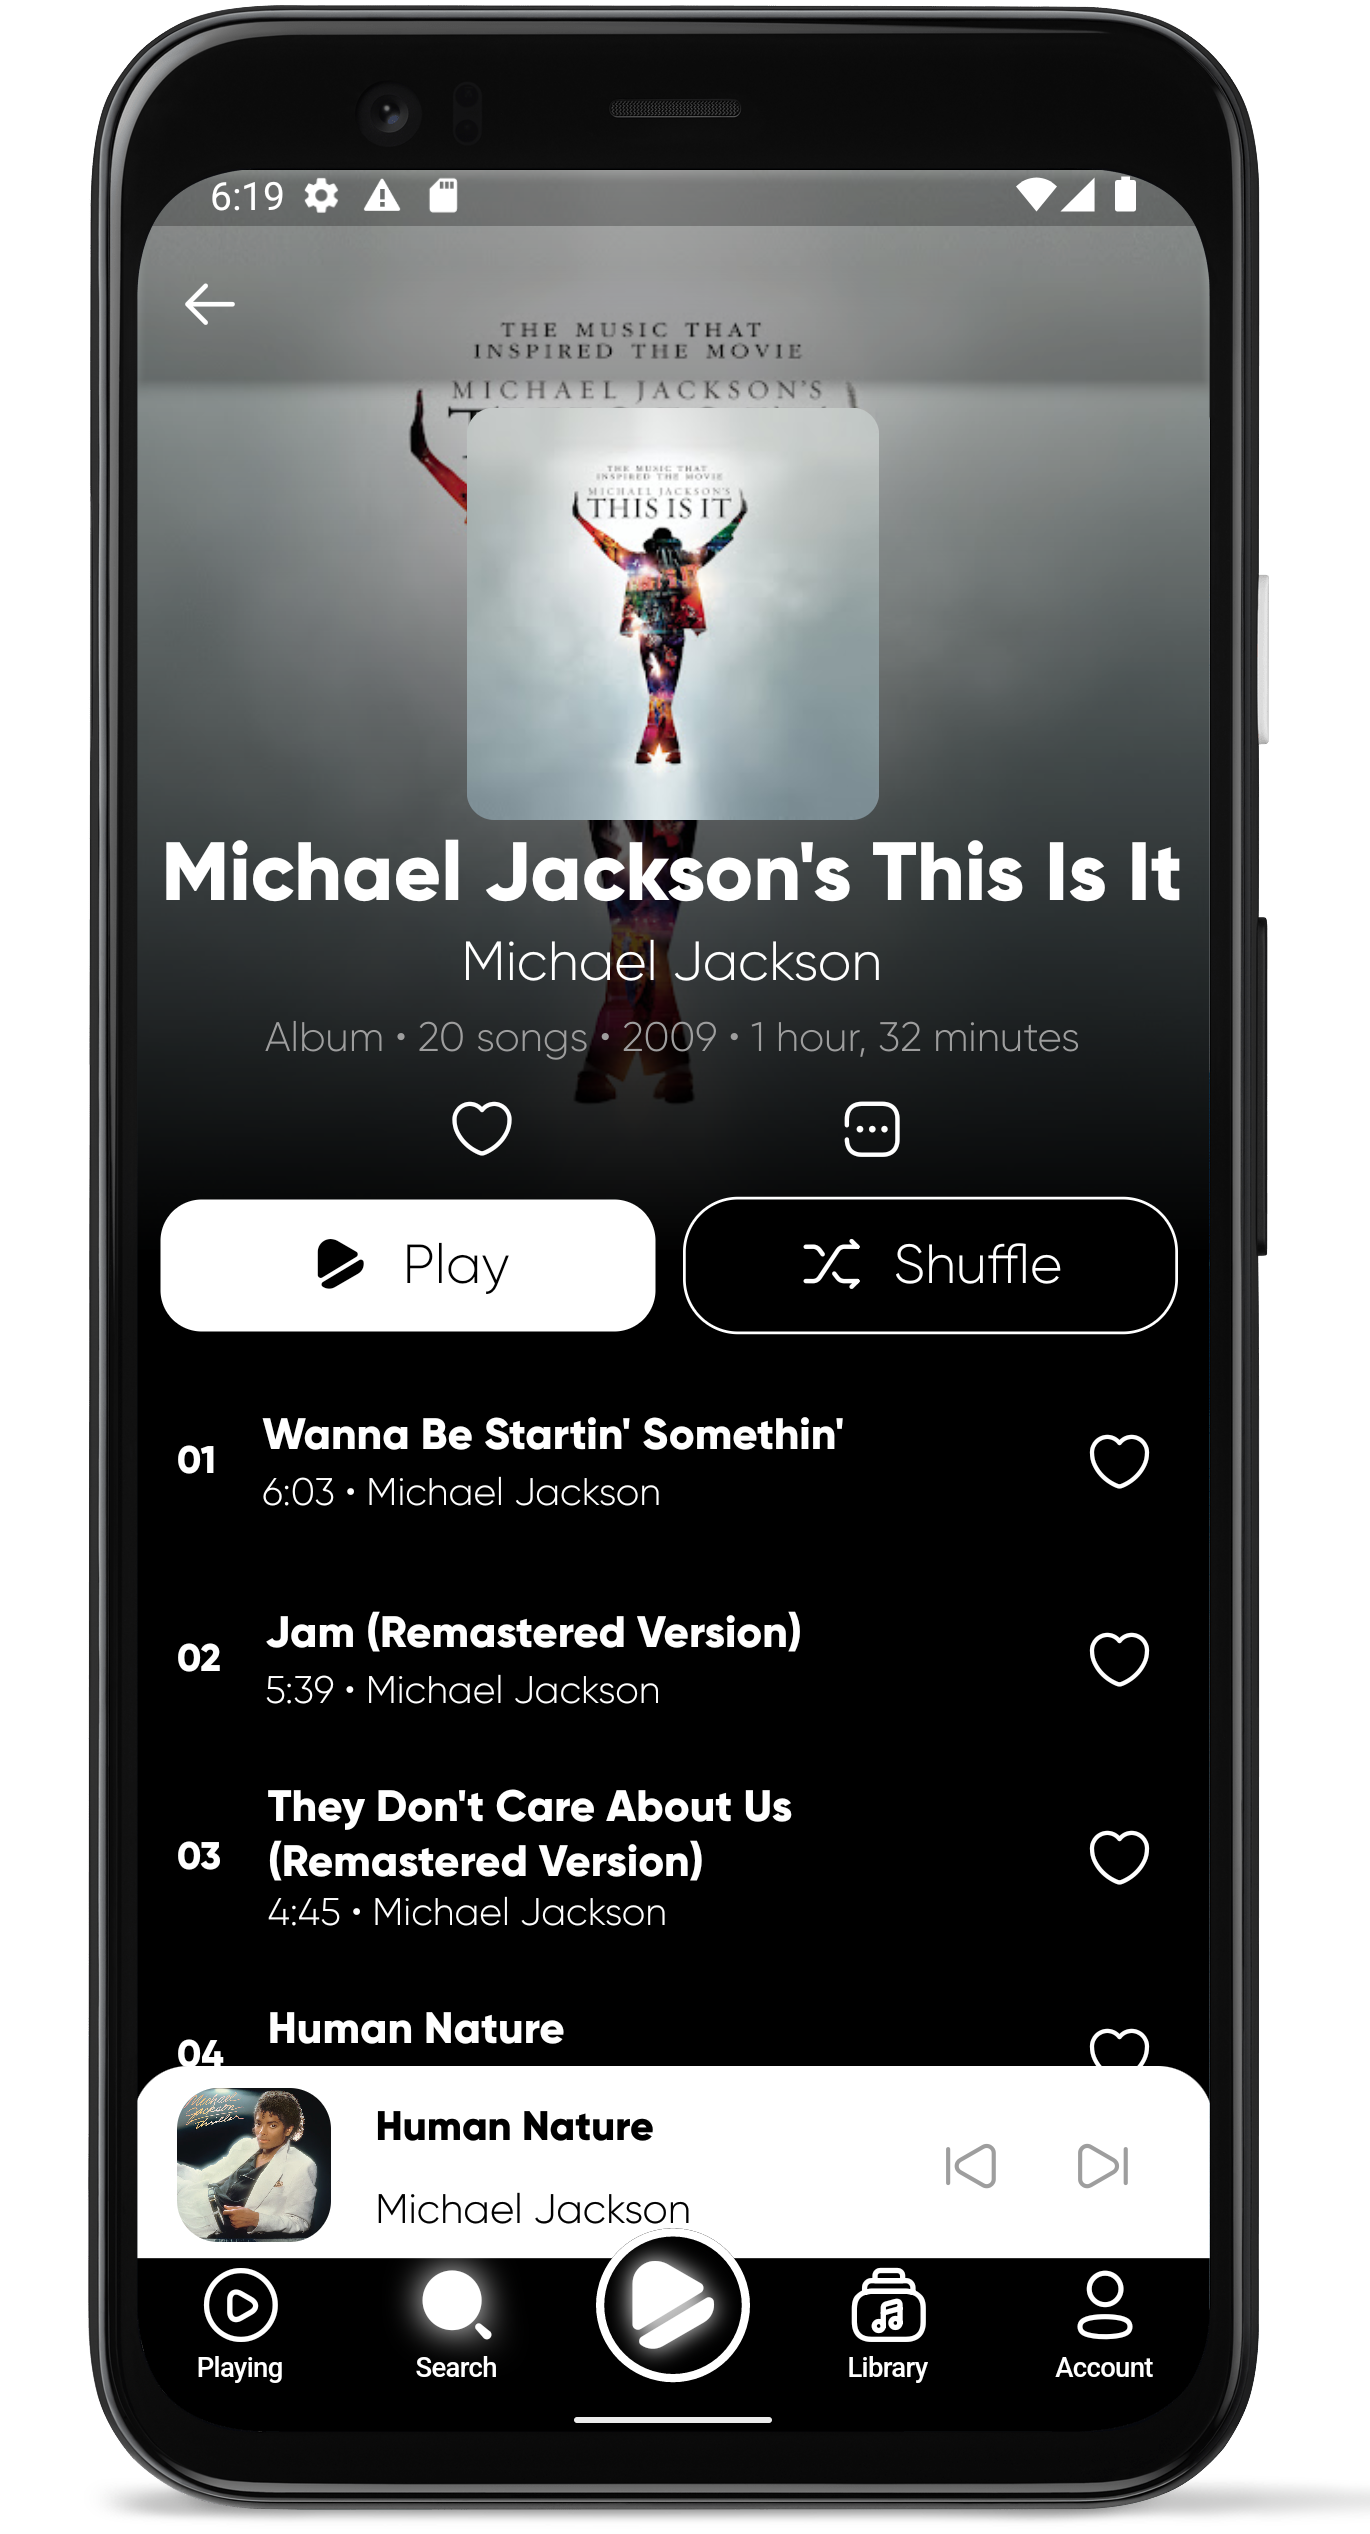 6:19
THE MUSIC THAT
INSPIRED THE MOVIE
MICHAEL JACKSON'S
THE MUSIC THAT
INSPIRED THE MOVIE
MICHAEL JACKSON'S
THIS IS IT
Michael Jackson's This Is It
Michael Jackson
Album • 20 songs • 2009 • 1 hour, 32 minutes
Play
Shuffle
01
Wanna Be Startin' Somethin'
6:03 • Michael Jackson
02
Jam (Remastered Version)
5:39 • Michael Jackson
03
They Don't Care About Us
(Remastered Version)
4:45 • Michael Jackson
04
Human Nature
Michael
Jackson
Thriller
Human Nature
Michael Jackson
Playing
Search
Library
Account